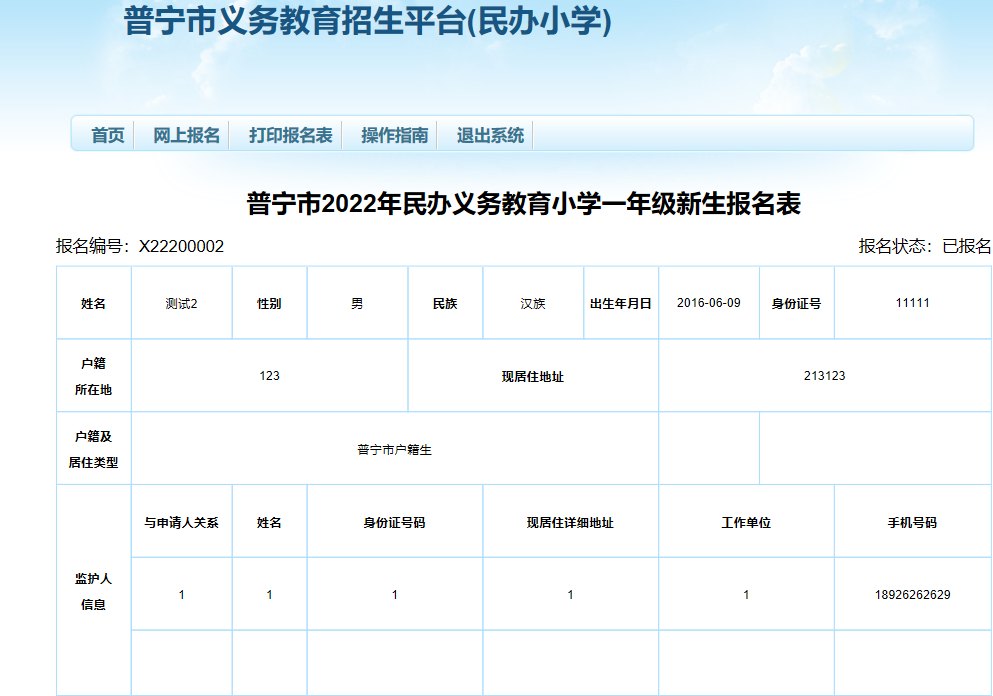 普宁市义务教育招生平台(民办小学)
首页 网上报名 打印报名表 操作指南 退出系统
普宁市2022年民办义务教育小学一年级新生报名表
报名编号：X22200002 报名状态：已报名
姓名 测试2 性别 男 民族 汉族 出生年月日 2016-06-09 身份证号 11111
户籍
所在地 123 现居住地址 213123
户籍及
居住类型 普宁市户籍生
监护人
信息
与申请人关系 姓名 身份证号码 现居住详细地址 工作单位 手机号码
1 1 1 1 1 18926262629